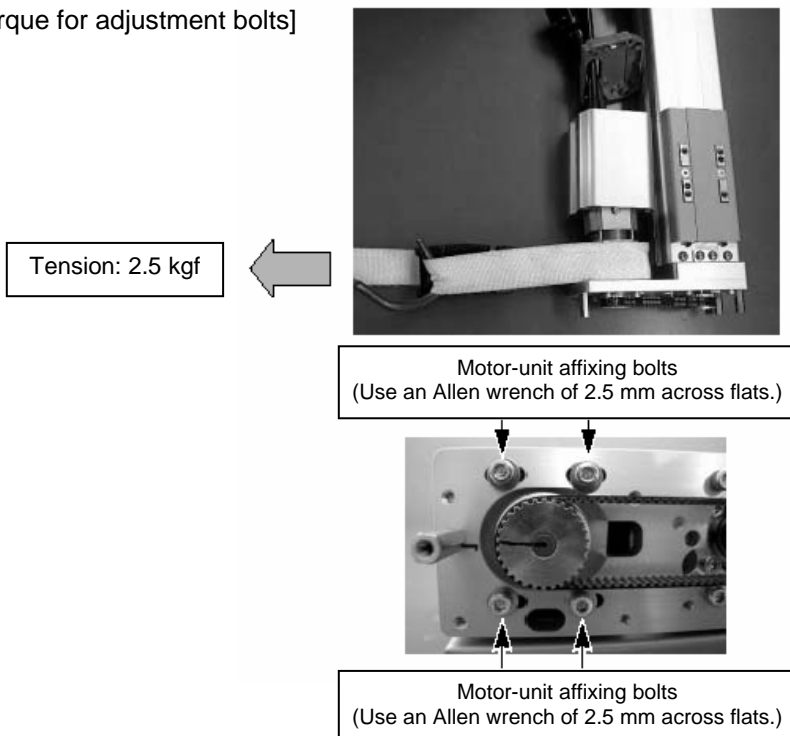 rque for adjustment bolts]
Tension: 2.5 kgf
Motor-unit affixing bolts
(Use an Allen wrench of 2.5 mm across flats.)
Motor-unit affixing bolts
(Use an Allen wrench of 2.5 mm across flats.)